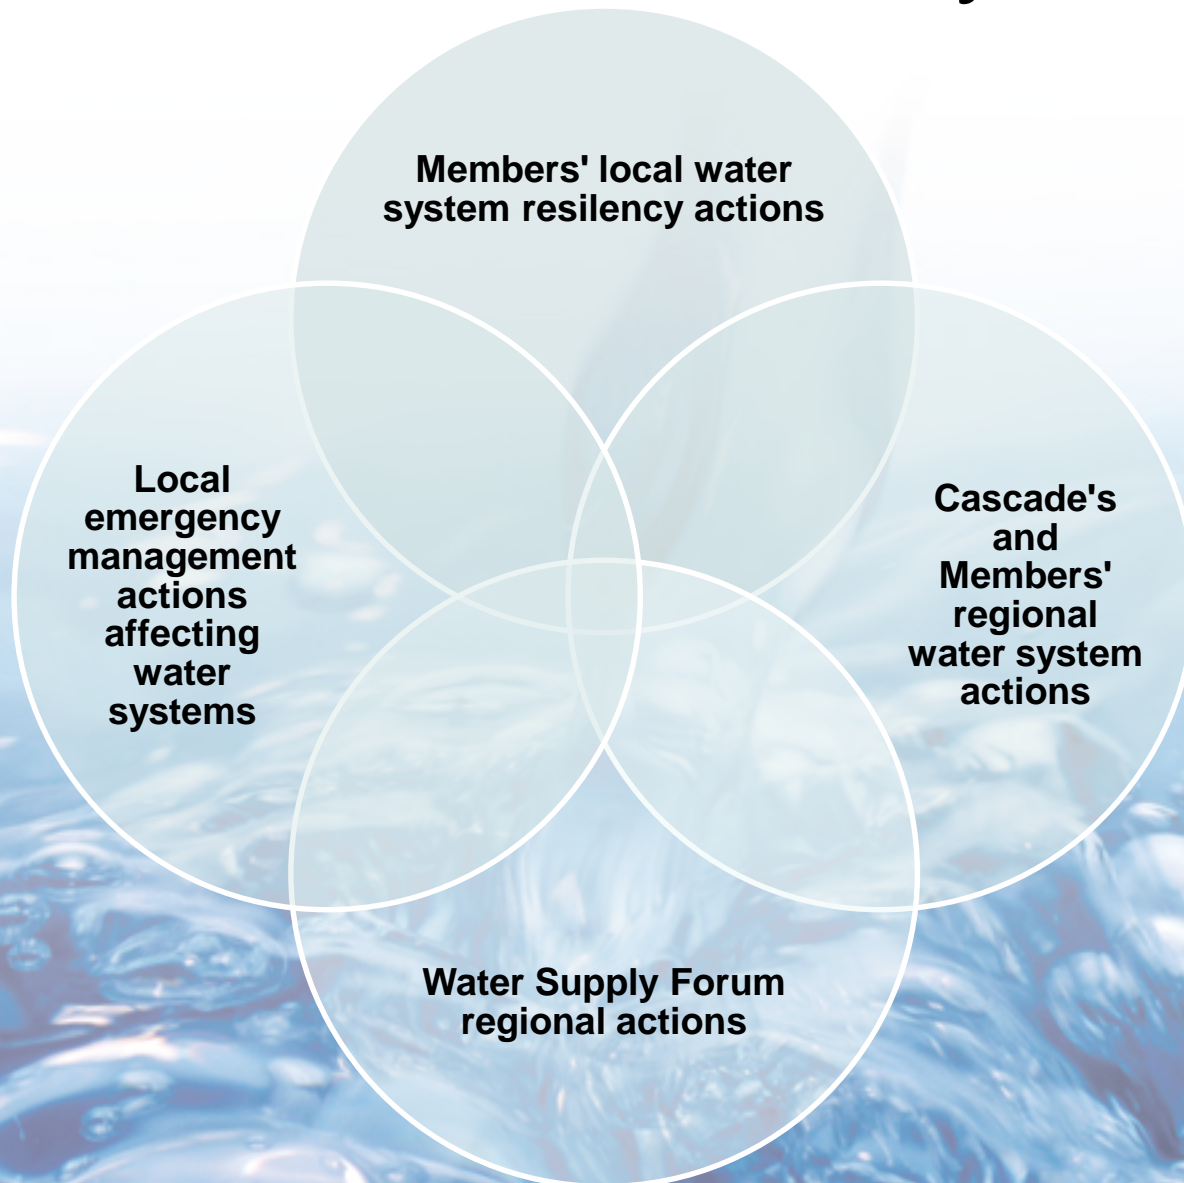 Members' local water
system resilency actions
Local
emergency
management
actions
affecting
water
systems
Cascade's
and
Members'
regional
water system
actions
Water Supply Forum
regional actions